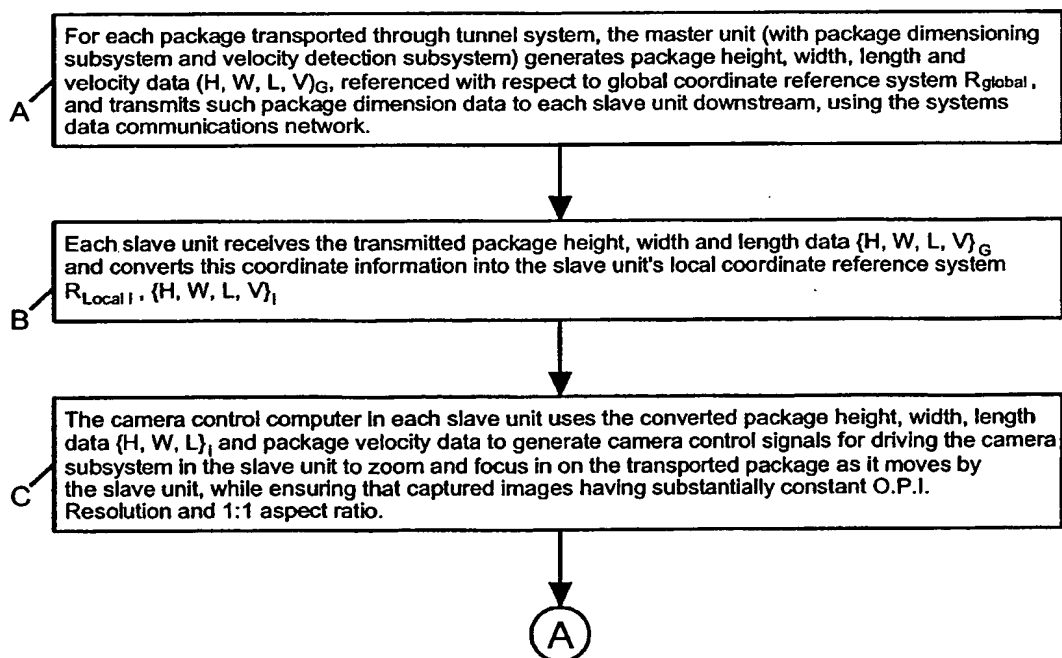 For each package transported through tunnel system, the master unit (with package dimensioning
subsystem and velocity detection subsystem) generates package height, width, length and
velocity data (H, W, L, V)G, referenced with respect to global coordinate reference system Rglobal,
and transmits such package dimension data to each slave unit downstream, using the systems
data communications network.
A
Each slave unit receives the transmitted package height, width and length data {H, W, L, V}G
and converts this coordinate information into the slave unit's local coordinate reference system
RLocal i, {H, W, L, V}i
B
The camera control computer in each slave unit uses the converted package height, width, length
data {H, W, L}i and package velocity data to generate camera control signals for driving the camera
subsystem in the slave unit to zoom and focus in on the transported package as it moves by
the slave unit, while ensuring that captured images having substantially constant O.P.I.
Resolution and 1:1 aspect ratio.
C
A